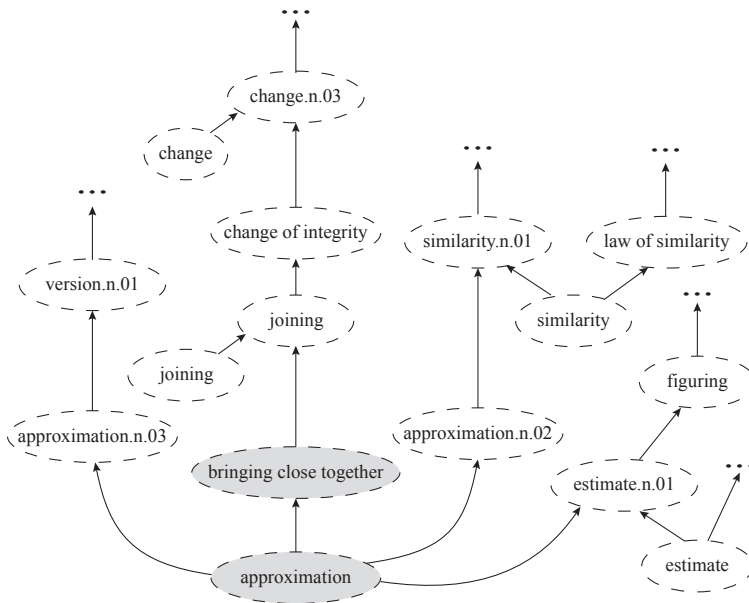 ...
change.n.03
change
...
...
...
change of integrity
similarity.n.01
law of similarity
version.n.01
...
joining
similarity
joining
figuring
approximation.n.03
approximation.n.02
bringing close together
...
estimate.n.01
approximation
estimate